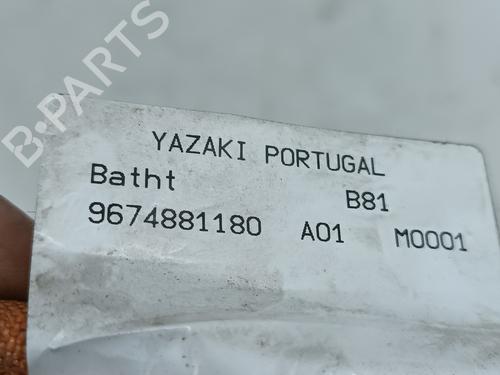 B-PARTS
YAZAKI PORTUGAL
Batht B81
9674881180 A01 M0001